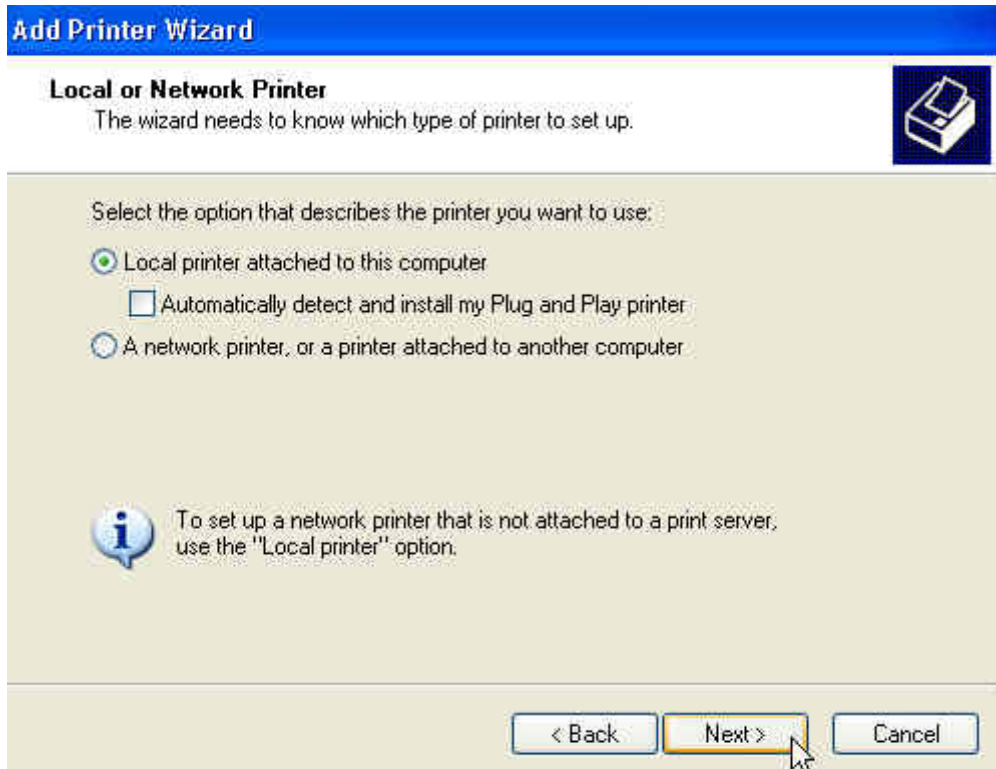 Add Printer Wizard
Local or Network Printer
The wizard needs to know which type of printer to set up.
Select the option that describes the printer you want to use:
Local printer attached to this computer
Automatically detect and install my Plug and Play printer
A network printer, or a printer attached to another computer
To set up a network printer that is not attached to a print server,
use the "Local printer" option.
< Back Next > Cancel